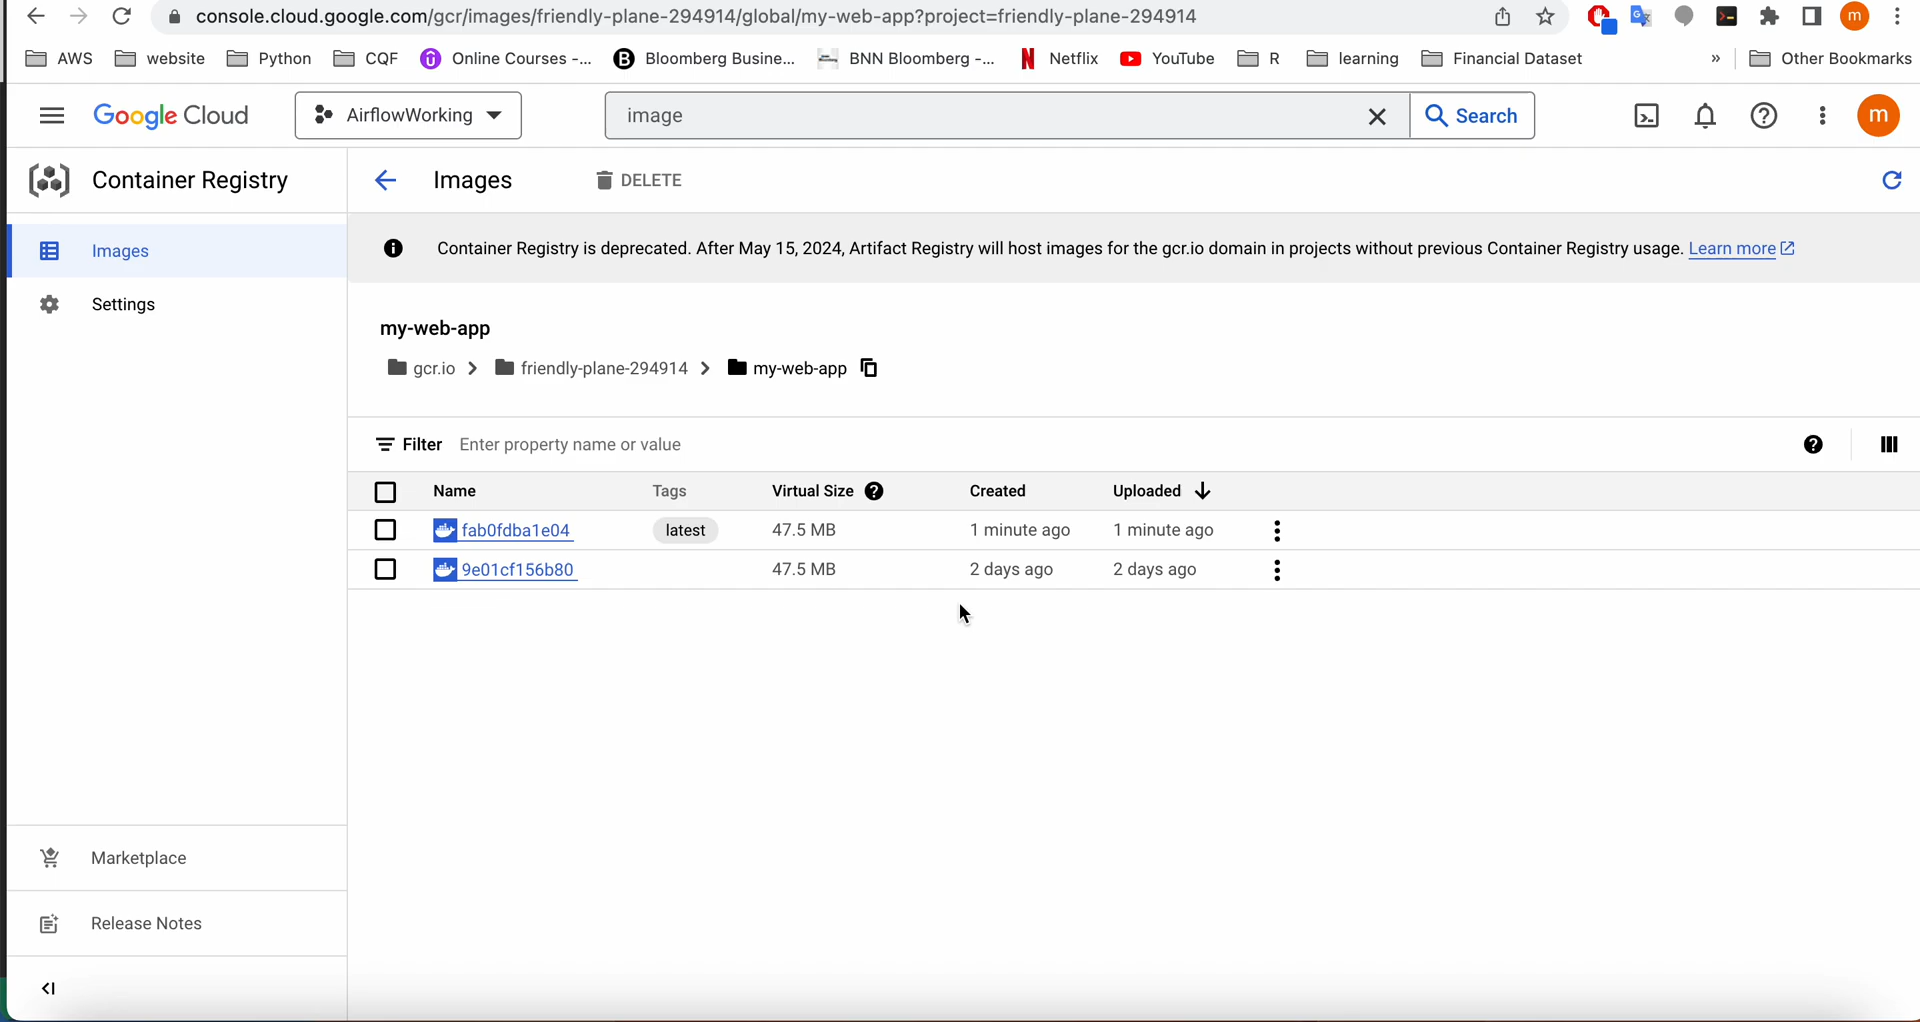 console.cloud.google.com/gcr/images/friendly-plane-294914/global/my-web-app?project=friendly-plane-294914
m
AWS website Python CQF Online Courses -... Bloomberg Busine... BNN Bloomberg -... Netflix YouTube R learning Financial Dataset » Other Bookmarks
Google Cloud AirflowWorking image Search m
Container Registry Images DELETE
Images
Container Registry is deprecated. After May 15, 2024, Artifact Registry will host images for the gcr.io domain in projects without previous Container Registry usage. Learn more
Settings
my-web-app
gcr.io > friendly-plane-294914 > my-web-app
Filter Enter property name or value
Name Tags Virtual Size Created Uploaded
fab0fdba1e04 latest 47.5 MB 1 minute ago 1 minute ago
9e01cf156b80 47.5 MB 2 days ago 2 days ago
Marketplace
Release Notes